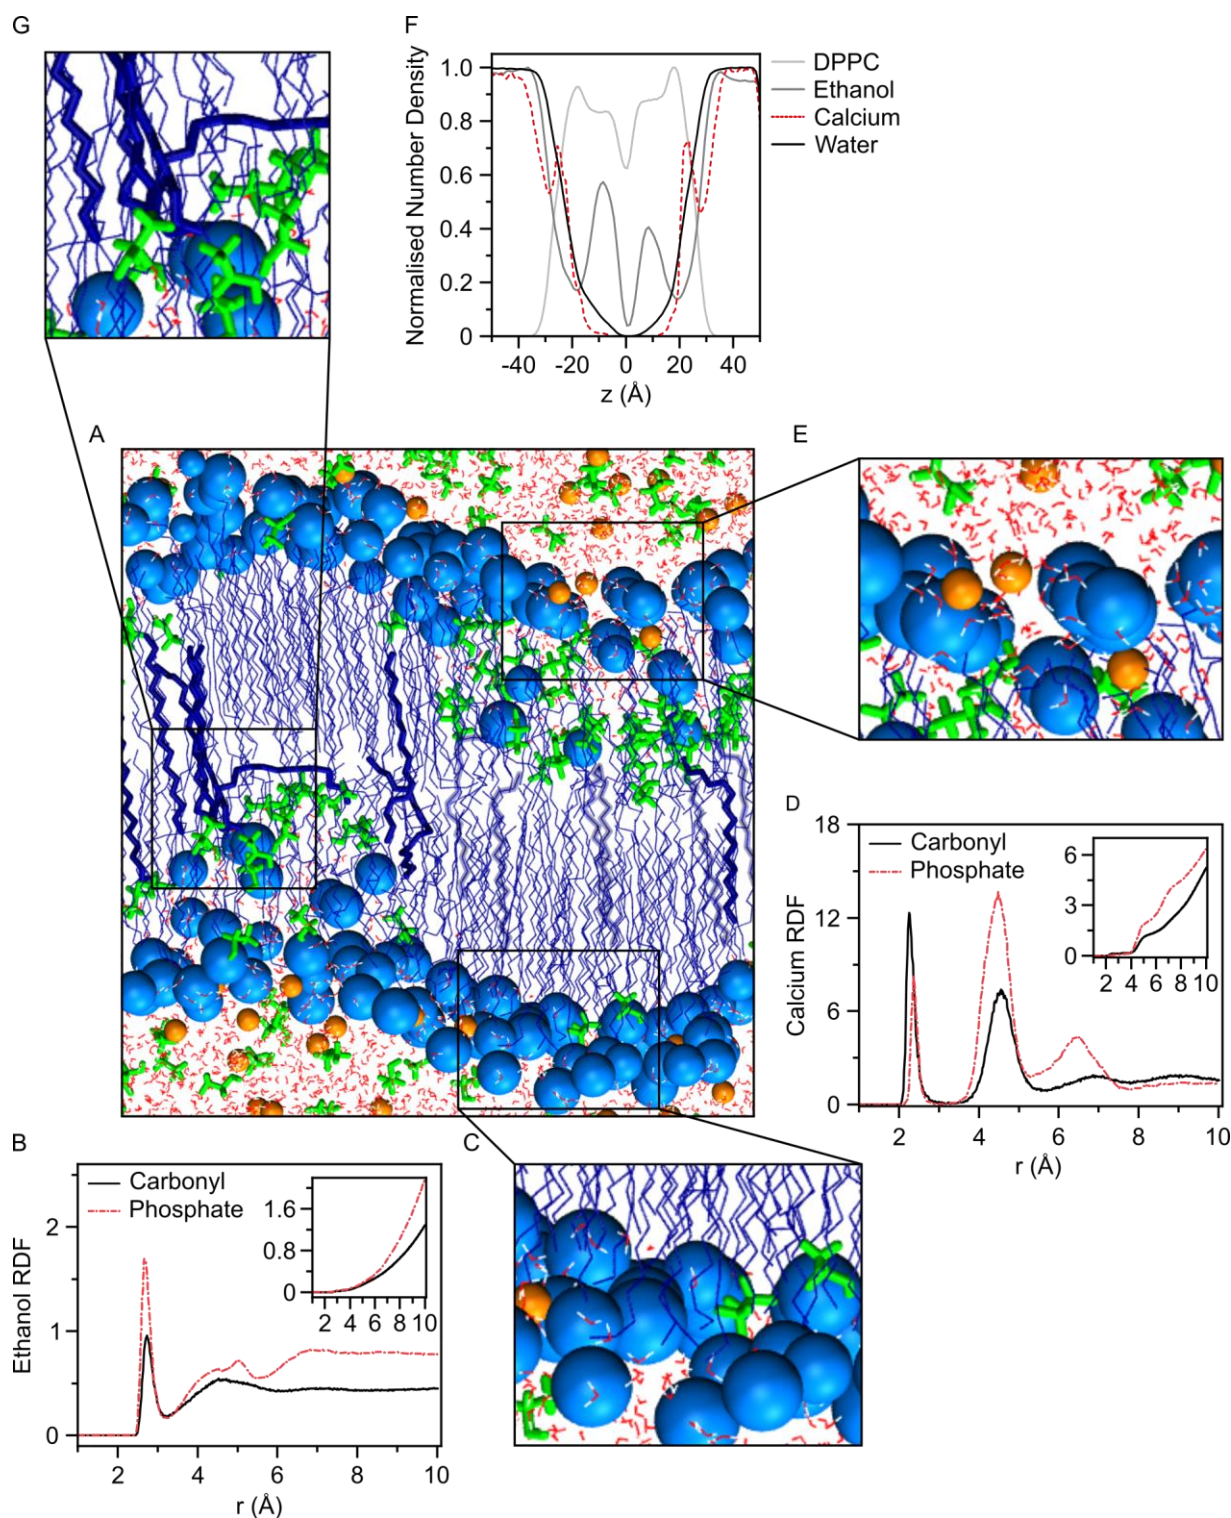 G
F
Normalised Number Density
1.0
0.8
0.6
0.4
0.2
0
-40 -20 0 20 40
z (Å)
DPPC
Ethanol
Calcium
Water
A
E
D
Calcium RDF
18
12
6
0
2 4 6 8 10
r (Å)
Carbonyl
Phosphate
6
3
0
2 4 6 8 10
B
Ethanol RDF
2
1
0
2 4 6 8 10
r (Å)
Carbonyl
Phosphate
1.6
0.8
0
2 4 6 8 10
C